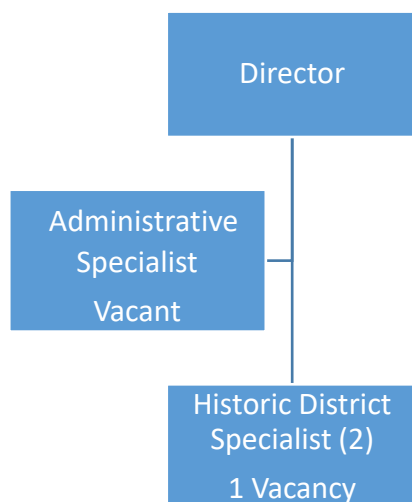 Director
Administrative
Specialist
Vacant
Historic District
Specialist (2)
1 Vacancy